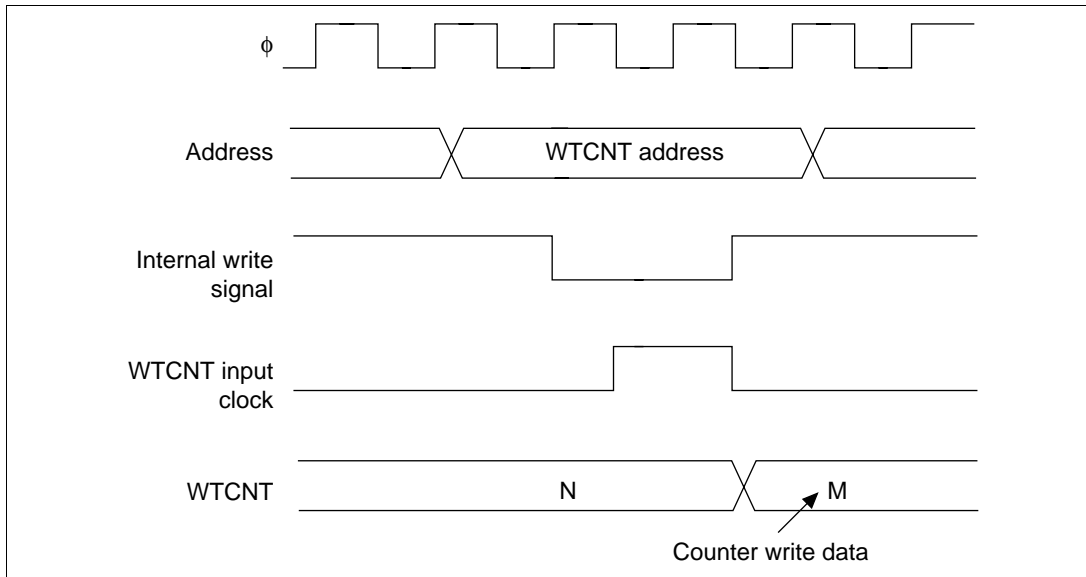 ϕ
Address
WTCNT address
Internal write
signal
WTCNT input
clock
WTCNT
N
M
Counter write data